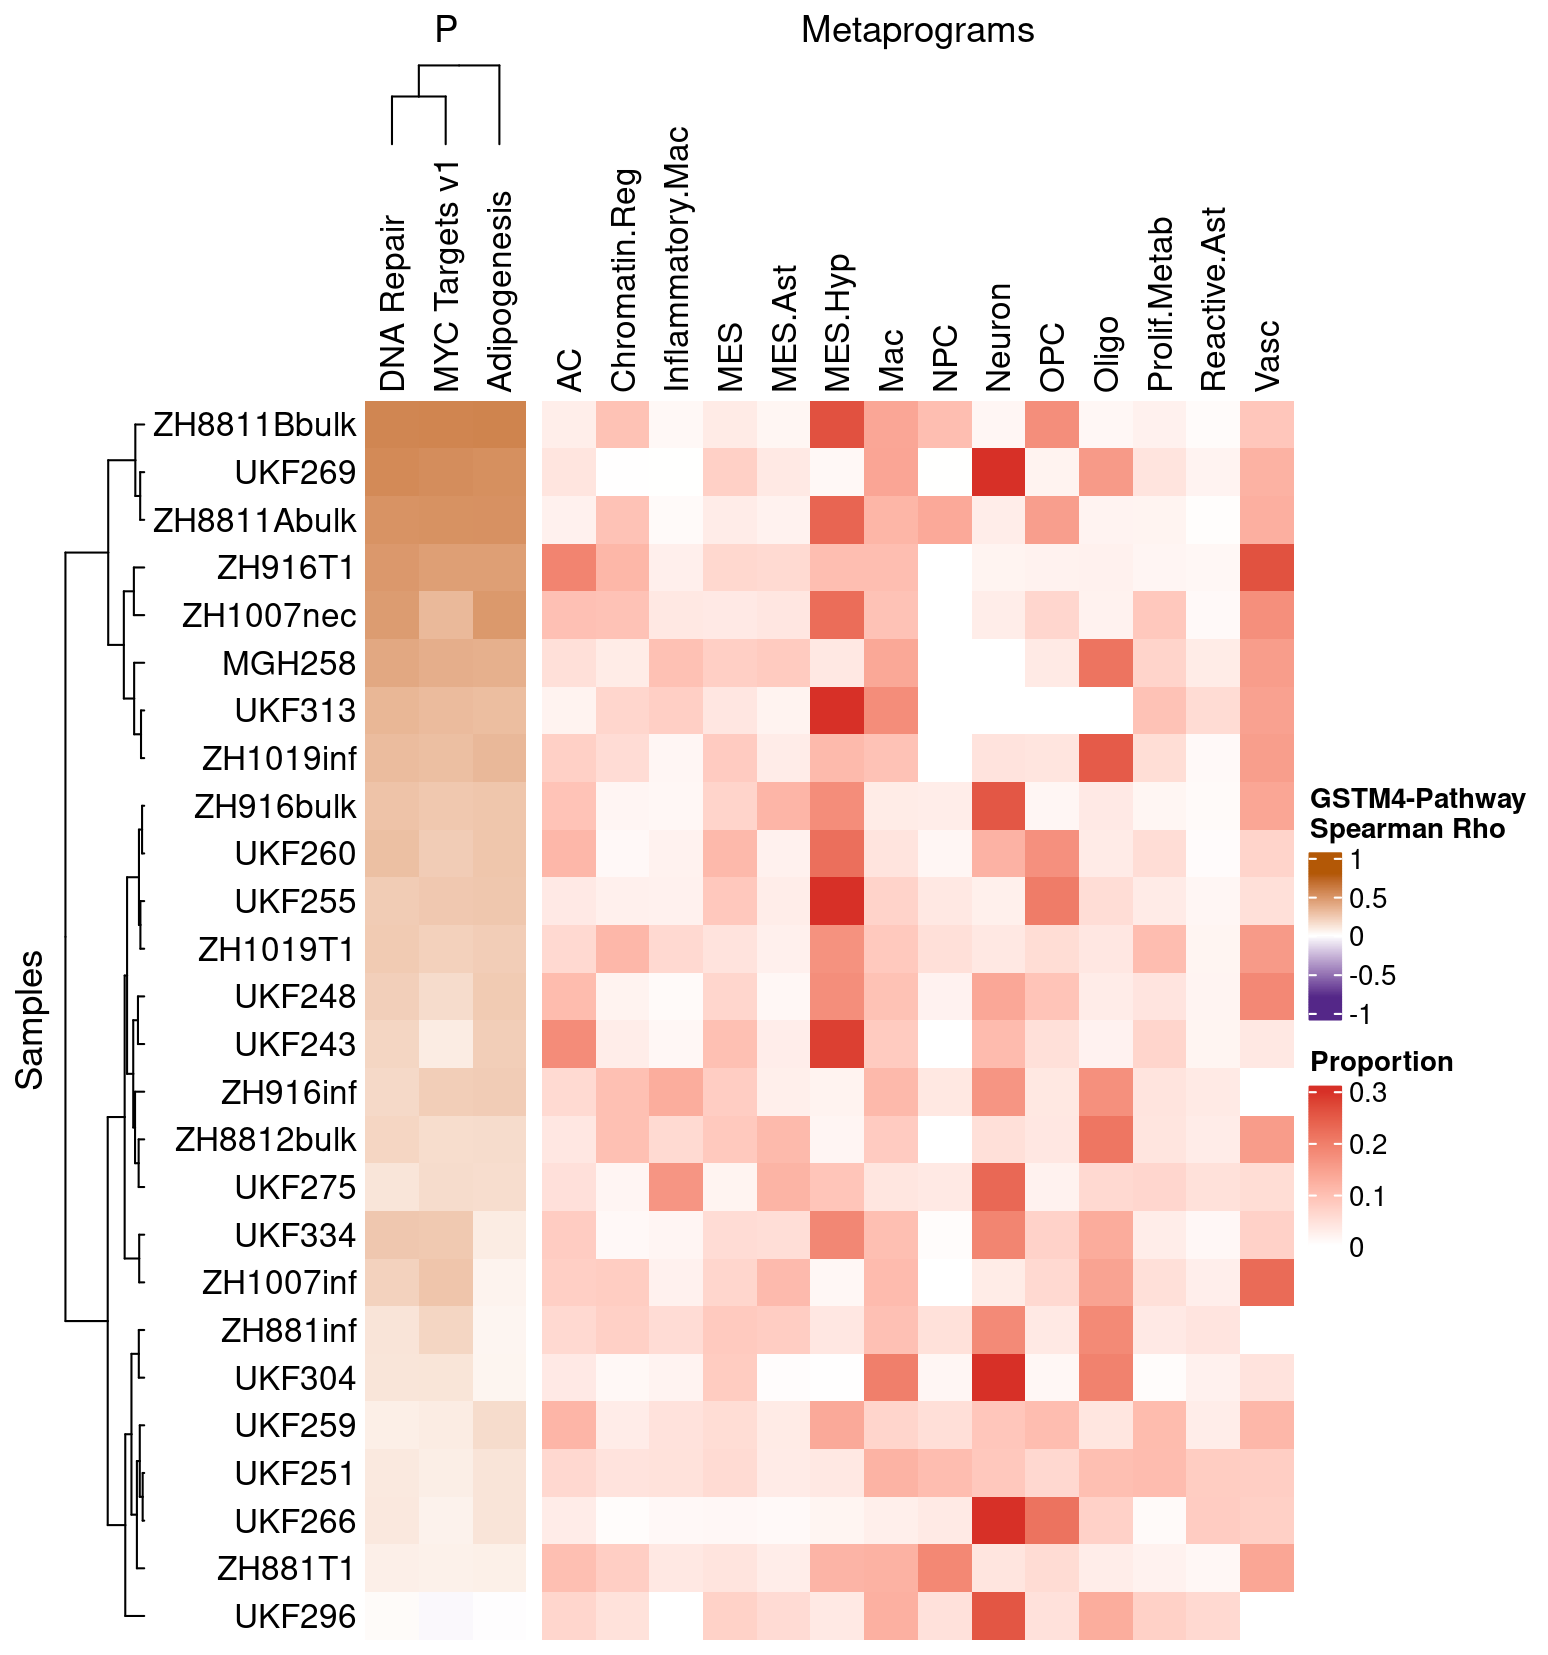 P
Metaprograms
DNA Repair
MYC Targets v1
Adipogenesis
AC
Chromatin.Reg
Inflammatory.Mac
MES
MES.Ast
MES.Hyp
Mac
NPC
Neuron
OPC
Oligo
Prolif.Metab
Reactive.Ast
Vasc
Samples
ZH8811Bbulk
UKF269
ZH8811Abulk
ZH916T1
ZH1007nec
MGH258
UKF313
ZH1019inf
ZH916bulk
UKF260
UKF255
ZH1019T1
UKF248
UKF243
ZH916inf
ZH8812bulk
UKF275
UKF334
ZH1007inf
ZH881inf
UKF304
UKF259
UKF251
UKF266
ZH881T1
UKF296
GSTM4-Pathway
Spearman Rho
1
0.5
0
-0.5
-1
Proportion
0.3
0.2
0.1
0